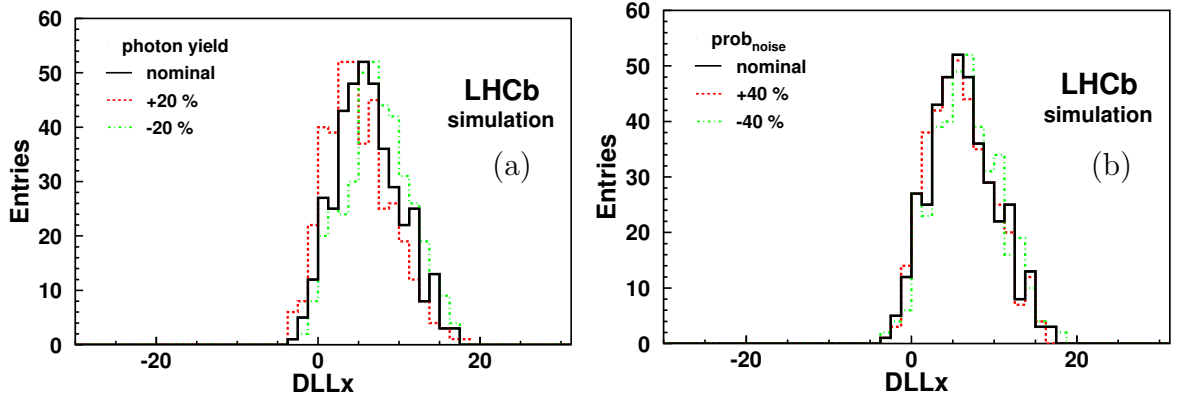 60
50
40
30
20
10
0
Entries
photon yield
nominal
+20 %
-20 %
LHCb
simulation
(a)
-20
0
20
DLLx
60
50
40
30
20
10
0
Entries
prob_noise
nominal
+40 %
-40 %
LHCb
simulation
(b)
-20
0
20
DLLx